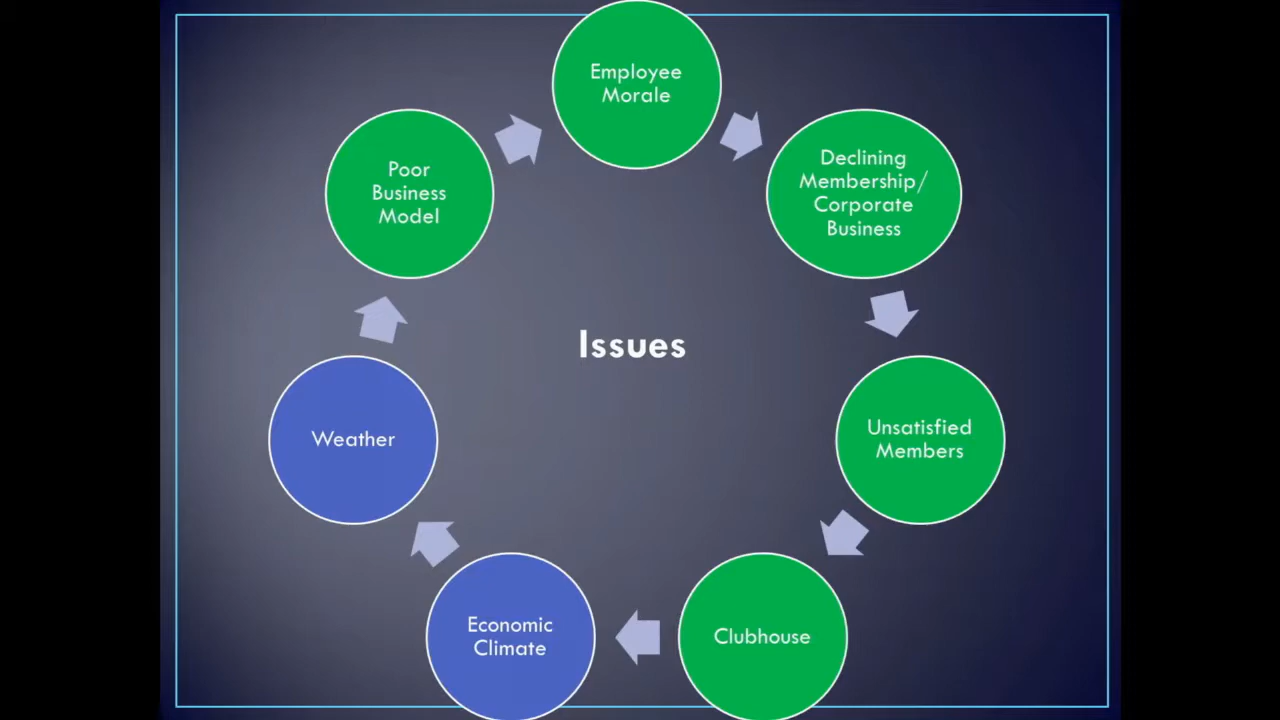 Employee
Morale
Declining
Membership/
Corporate
Business
Unsatisfied
Members
Clubhouse
Economic
Climate
Weather
Poor
Business
Model
Issues